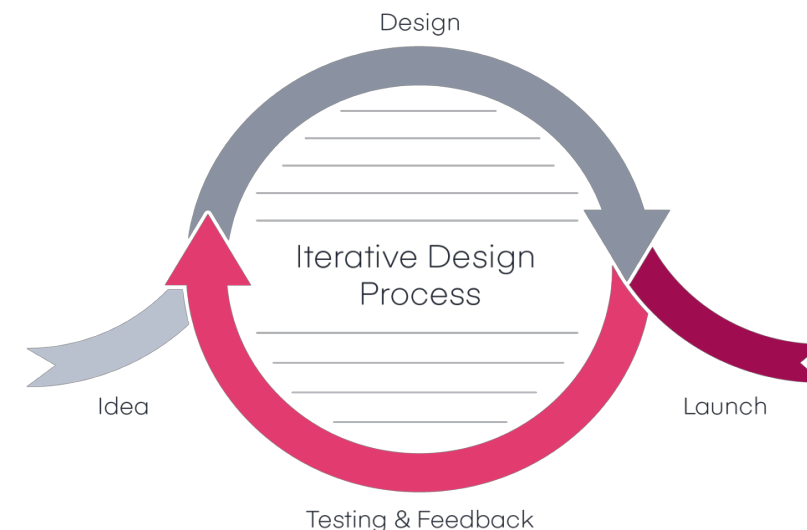 Design
Iterative Design
Process
Idea
Launch
Testing & Feedback